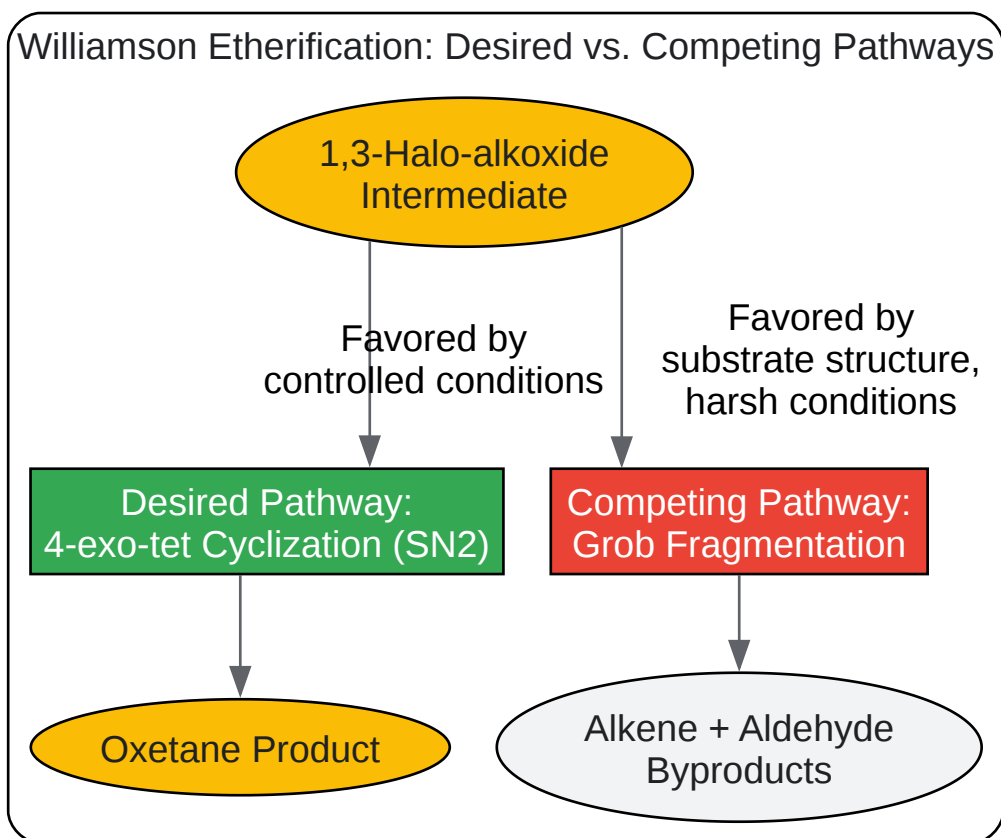 Williamson Etherification: Desired vs. Competing Pathways
1,3-Halo-alkoxide
Intermediate
Favored by
controlled conditions
Favored by
substrate structure,
harsh conditions
Desired Pathway:
4-exo-tet Cyclization (SN2)
Competing Pathway:
Grob Fragmentation
Oxetane Product
Alkene + Aldehyde
Byproducts